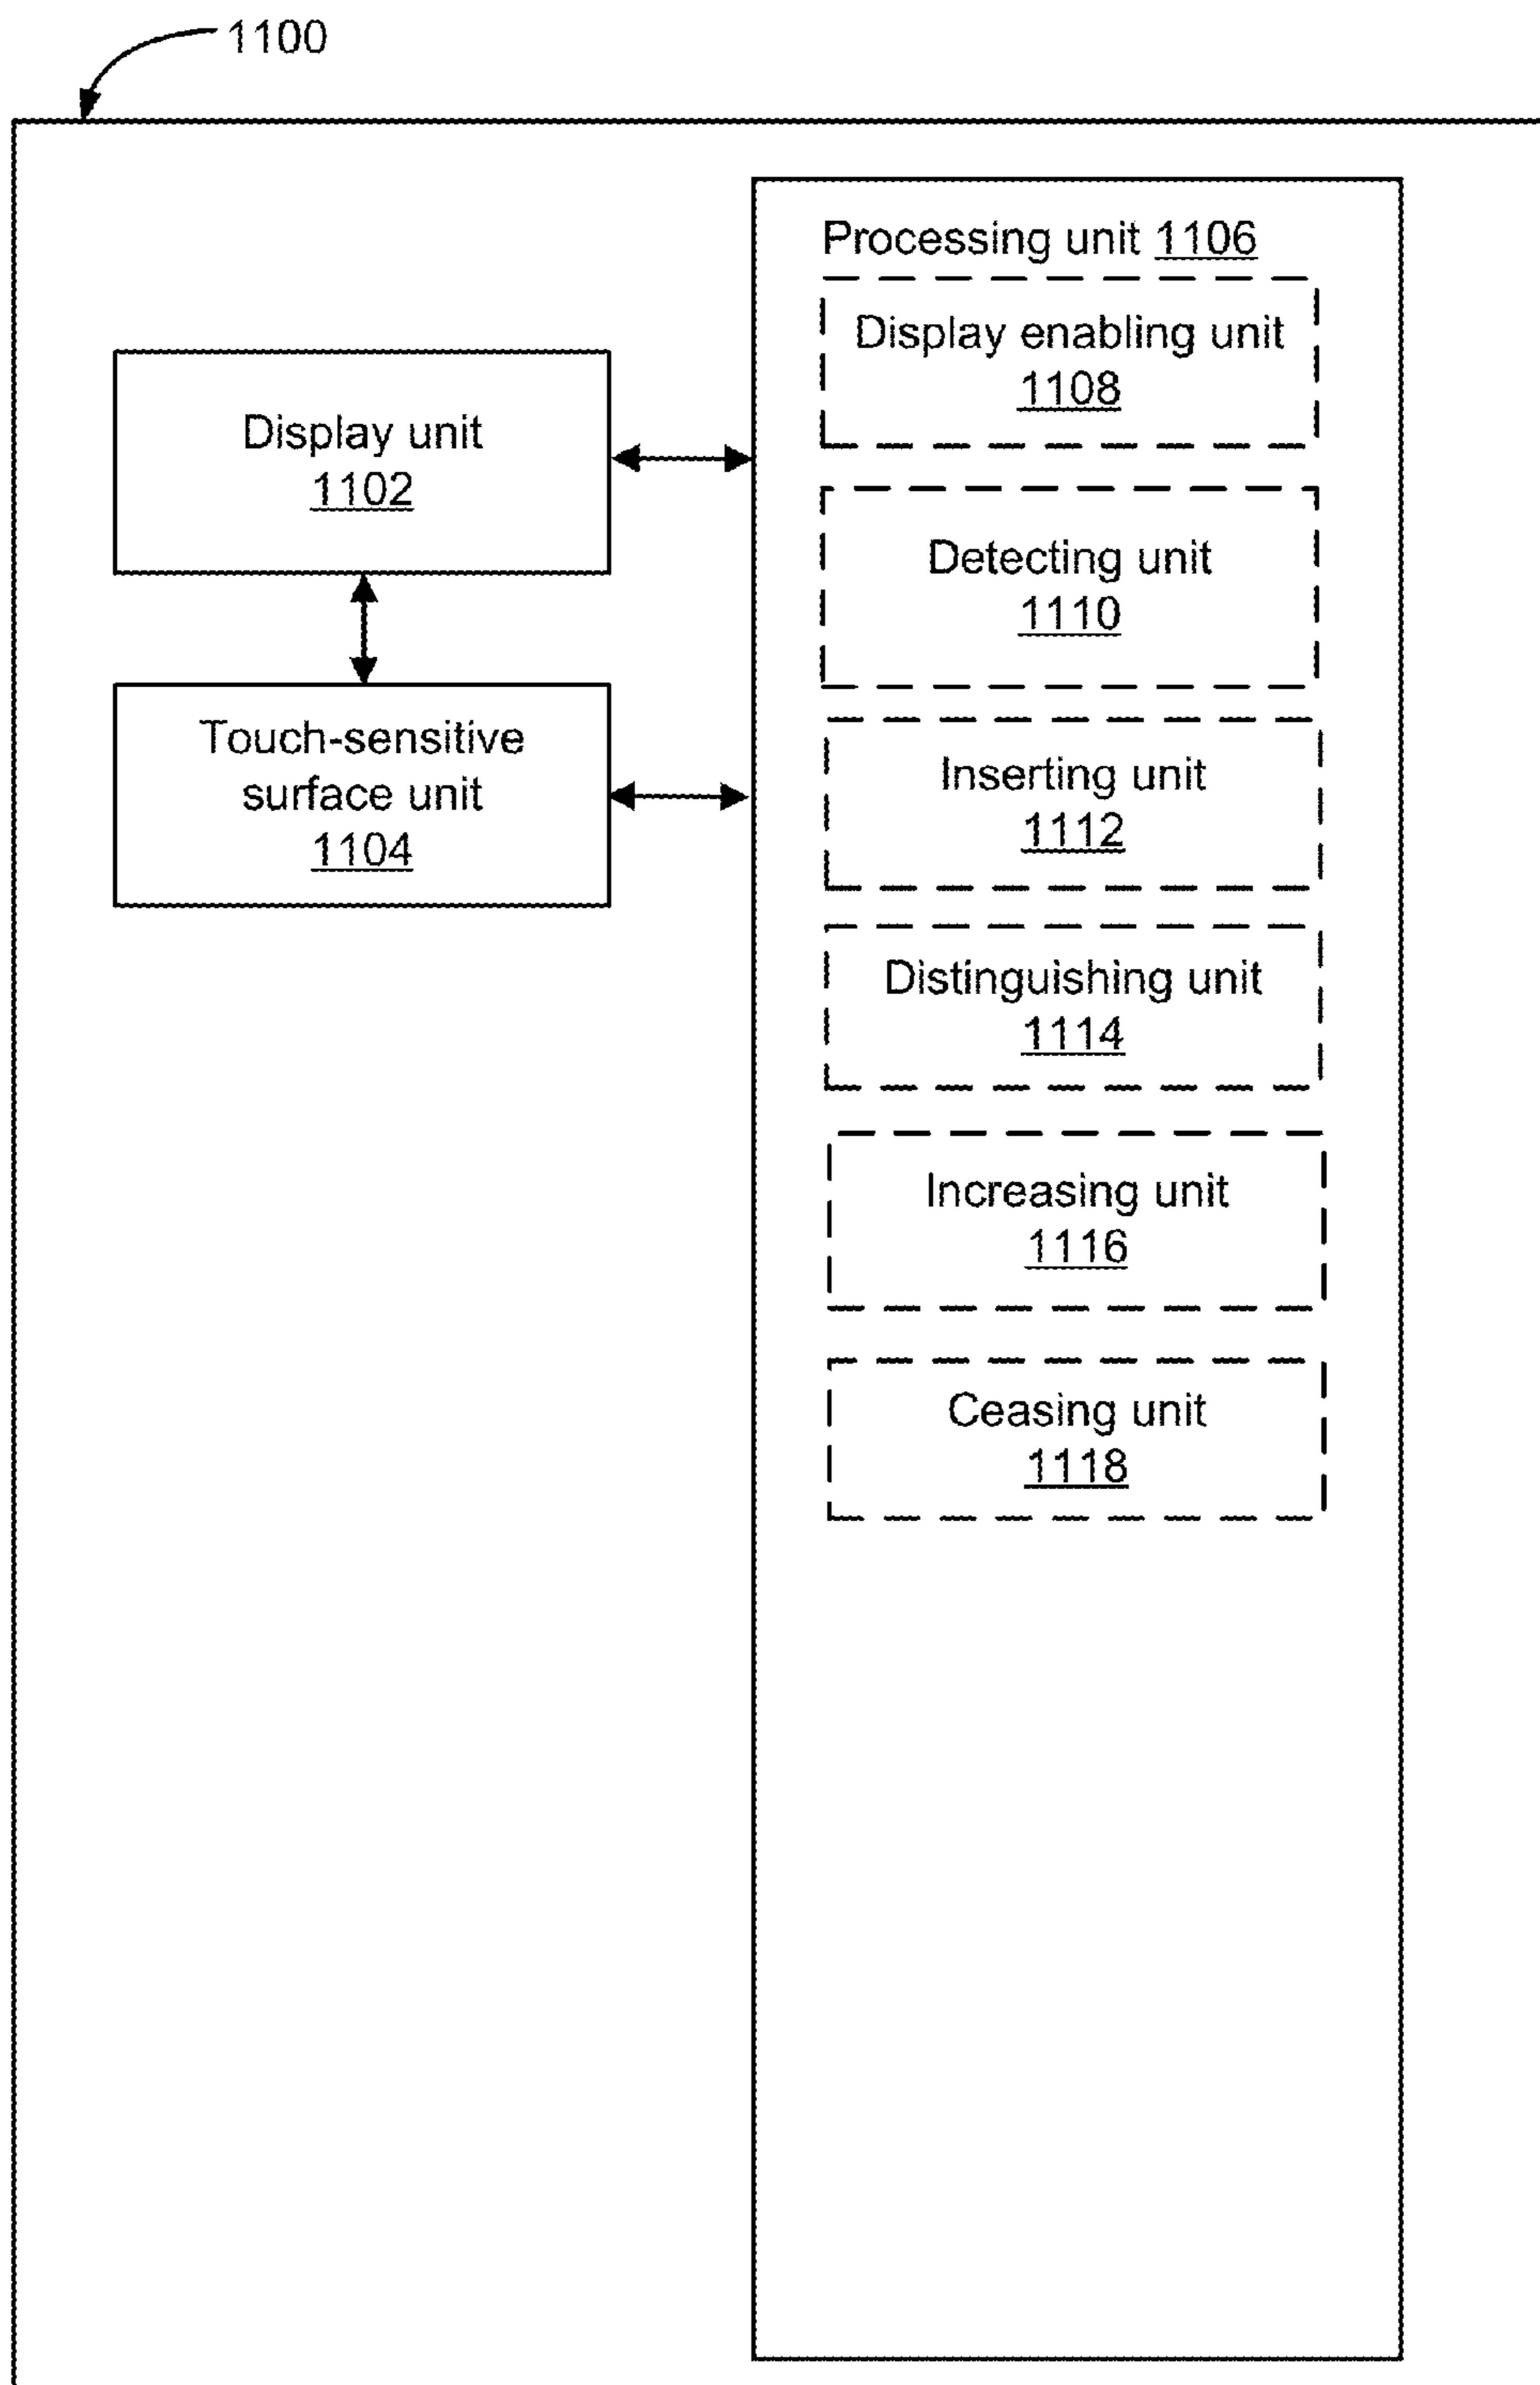 1100
Processing unit 1106
Display enabling unit
1108
Display unit
1102
Detecting unit
1110
Touch-sensitive
surface unit
1104
Inserting unit
1112
Distinguishing unit
1114
Increasing unit
1116
Ceasing unit
1118